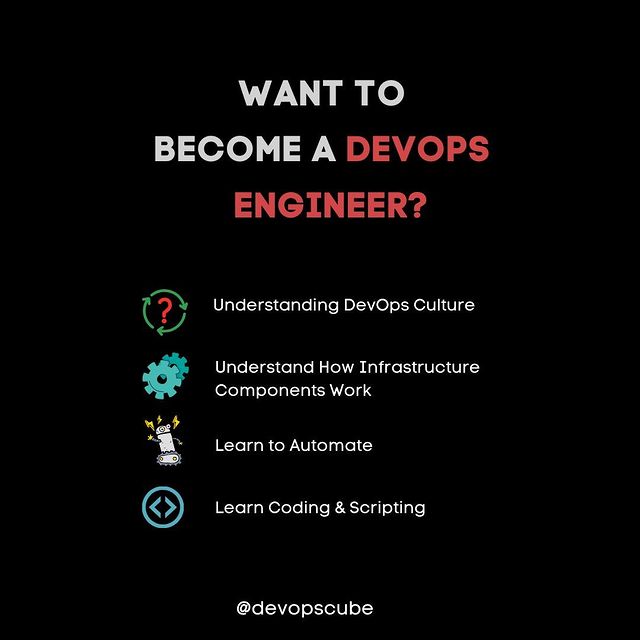 WANT TO
BECOME A DEVOPS
ENGINEER?
?
Understanding DevOps Culture
Understand How Infrastructure
Components Work
Learn to Automate
Learn Coding & Scripting
@devopscube